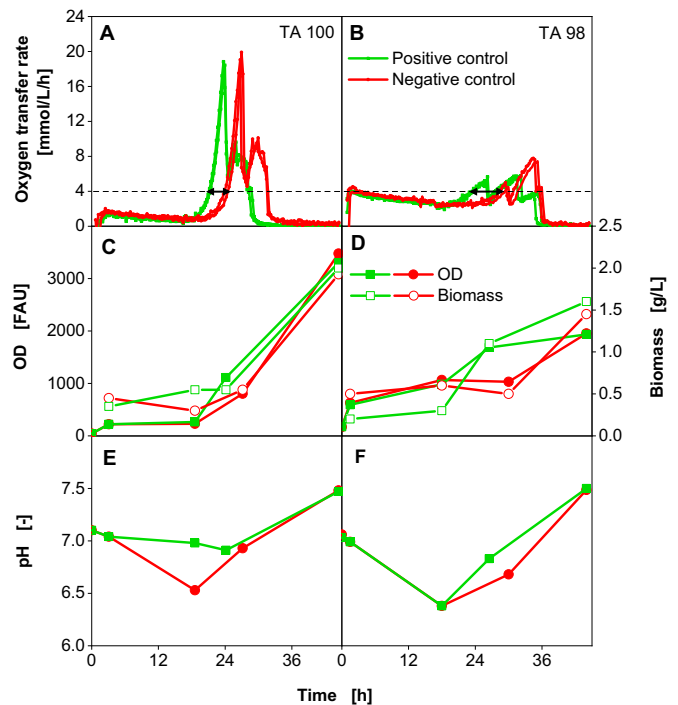 A
TA 100
B
TA 98
Positive control
Negative control
Oxygen transfer rate
[mmol/L/h]
24
20
16
12
8
4
0
C
D
OD
Biomass
OD [FAU]
3000
2000
1000
0
2.5
2.0
1.5
1.0
0.5
0.0
Biomass [g/L]
E
F
pH [-]
7.5
7.0
6.5
6.0
0
12
24
36
0
12
24
36
Time [h]